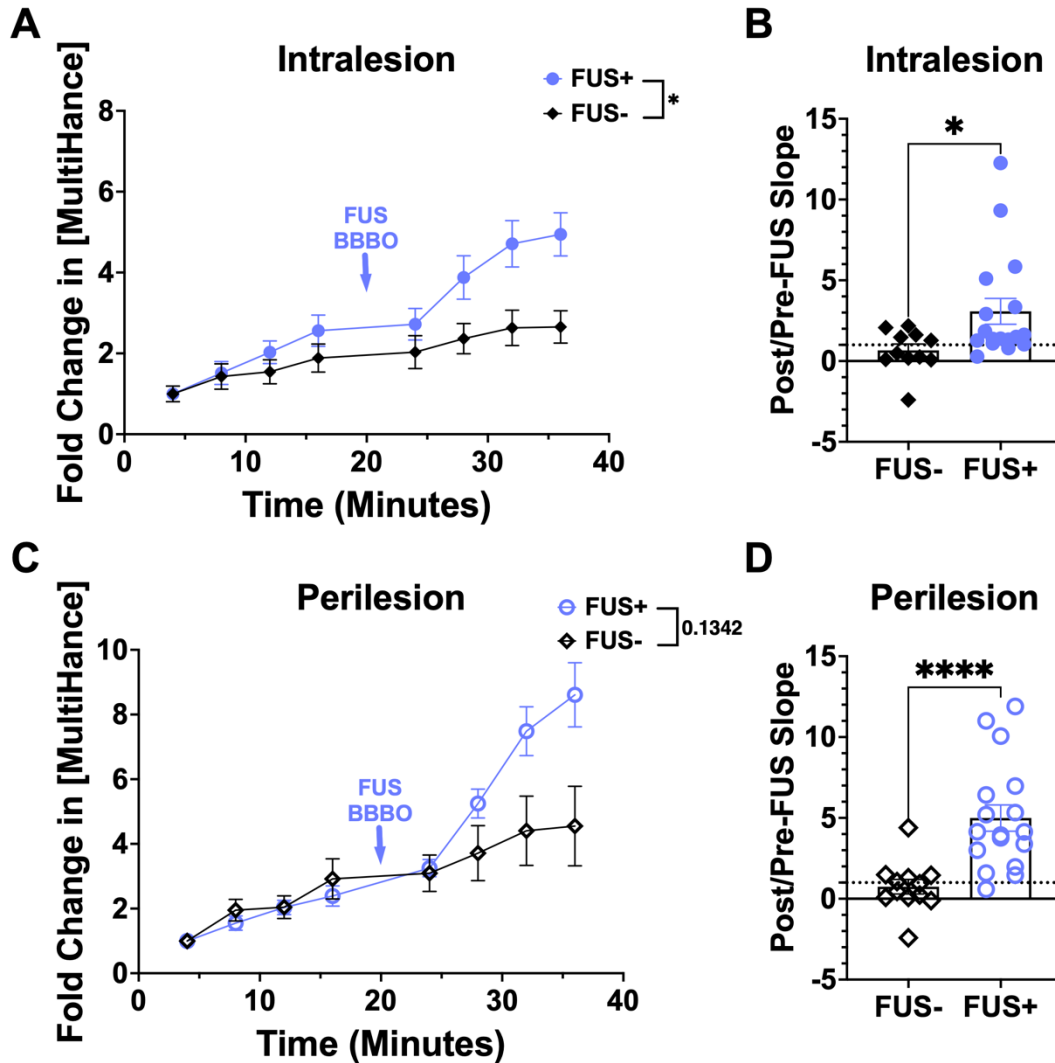 A
Intralesion
FUS+
FUS-
*
Fold Change in [MultiHance]
8
6
4
2
0
FUS
BBBO
0 10 20 30 40
Time (Minutes)
B
Intralesion
*
Post/Pre-FUS Slope
15
10
5
0
-5
FUS- FUS+
C
Perilesion
FUS+
FUS-
0.1342
Fold Change in [MultiHance]
10
8
6
4
2
0
FUS
BBBO
0 10 20 30 40
Time (Minutes)
D
Perilesion
****
Post/Pre-FUS Slope
15
10
5
0
-5
FUS- FUS+